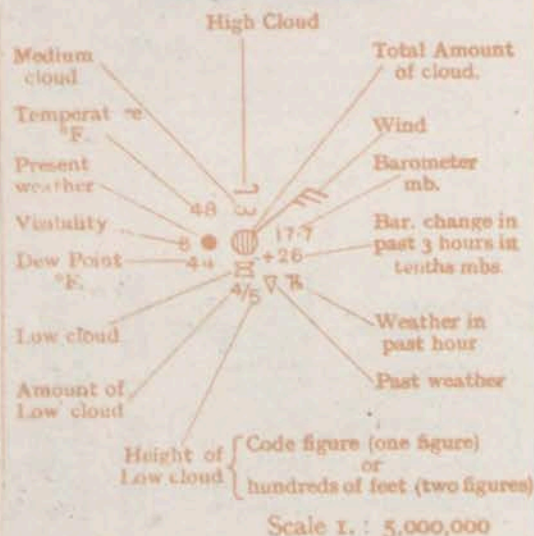 High Cloud
Medium
cloud
Total Amount
of cloud.
Temperat re
°F.
Wind
Present
weather
Barometer
mb.
48
Visibility
8
17.7
Bar. change in
past 3 hours in
tenths mbs.
+26
Dew Point
°F.
44
4/5
Low cloud
Weather in
past hour
Amount of
Low cloud
Past weather
Height of
Low cloud
Code figure (one figure)
or
hundreds of feet (two figures)
Scale 1. : 5,000,000